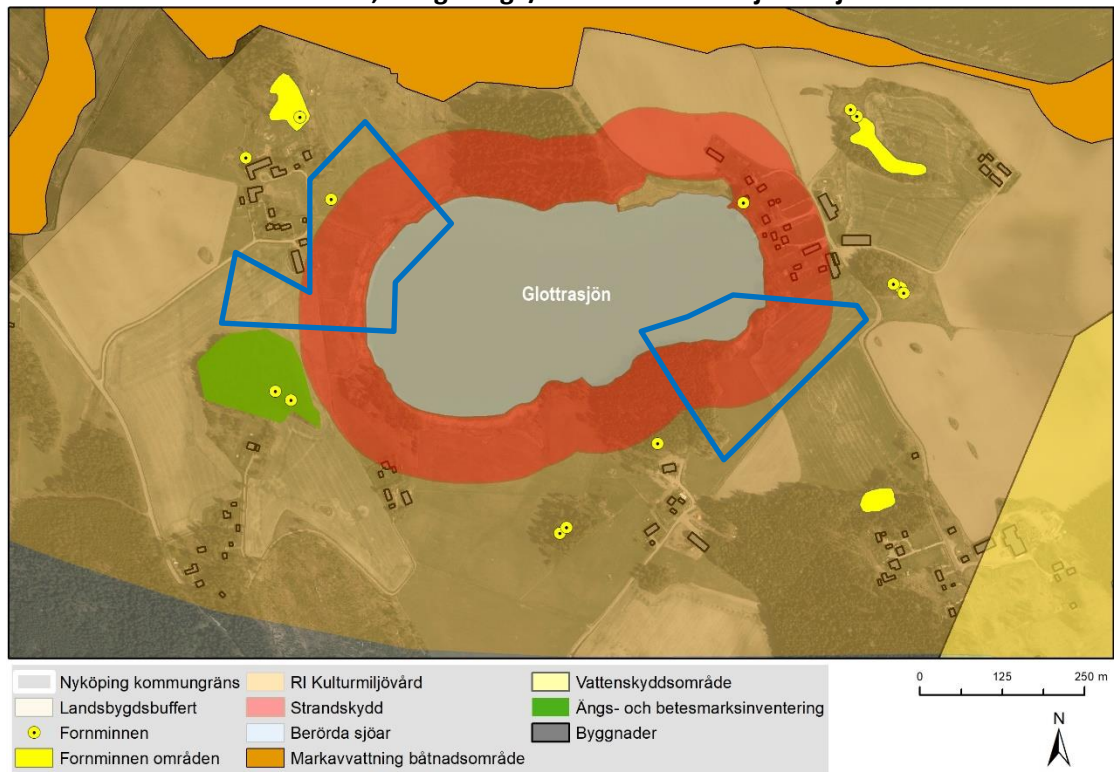 Glottrasjön
Nyköping kommungräns
Landsbygdsbuffert
Fornminnen
Fornminnen områden
RI Kulturmiljövård
Strandskydd
Berörda sjöar
Markavvattning båtnadsområde
Vattenskyddsområde
Ängs- och betesmarksinventering
Byggnader
0 125 250 m
N